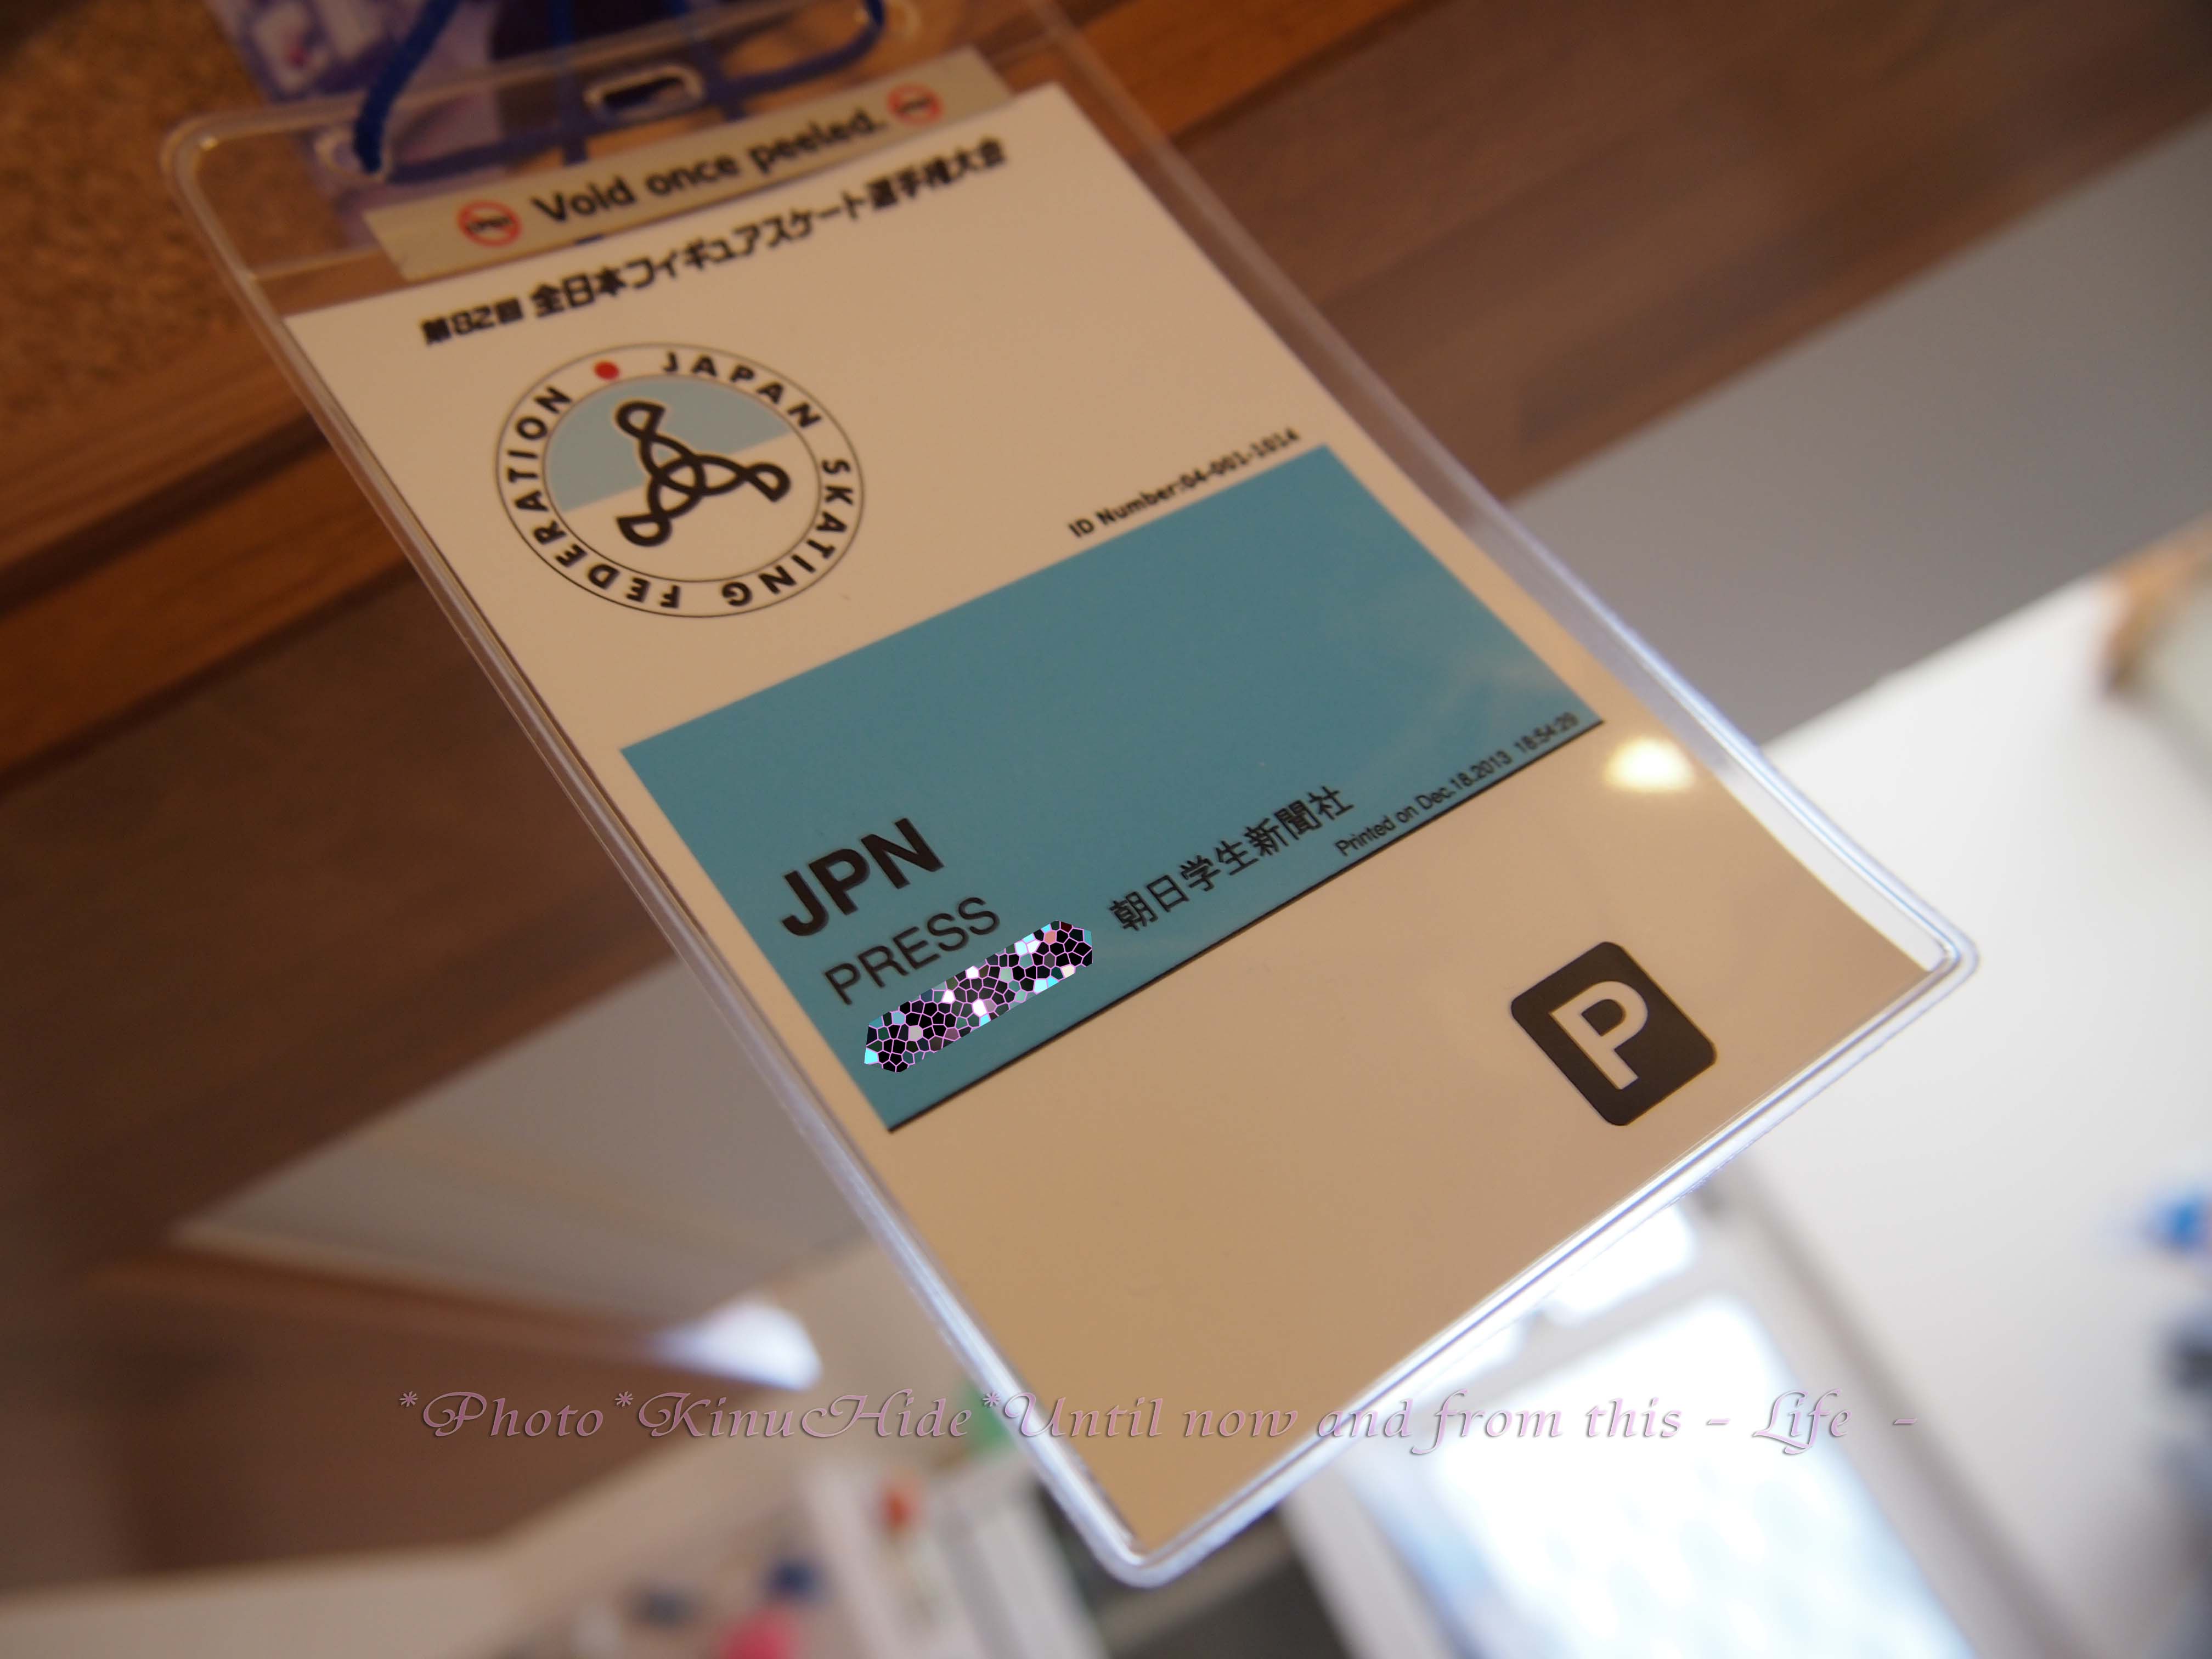 Void once peeled.
第82回 全日本フィギュアスケート選手権大会
JAPAN SKATING FEDERATION
ID Number:04-001-1014
JPN
PRESS
朝日学生新聞社
Printed on Dec.18.2013 18:54:29
P
*Photo*KinucHide*Until now and from this - Life -